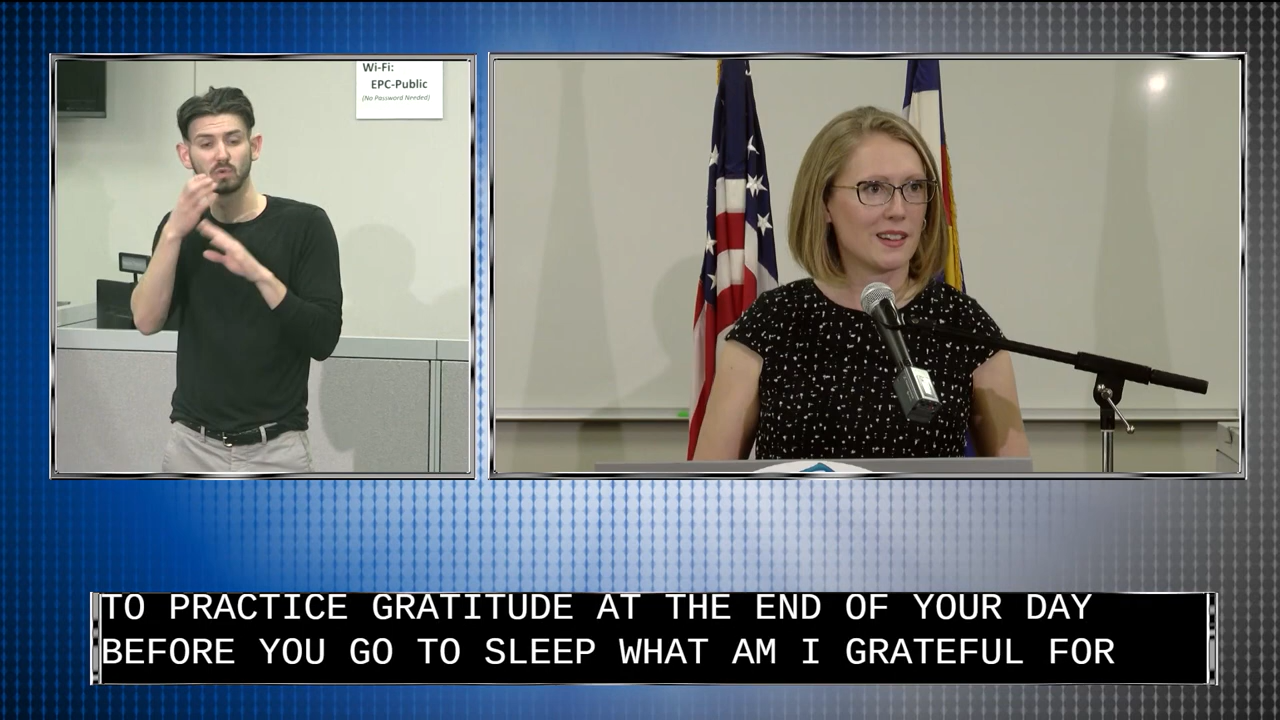 Wi-Fi:
EPC-Public
(No Password Needed)
TO PRACTICE GRATITUDE AT THE END OF YOUR DAY
BEFORE YOU GO TO SLEEP WHAT AM I GRATEFUL FOR